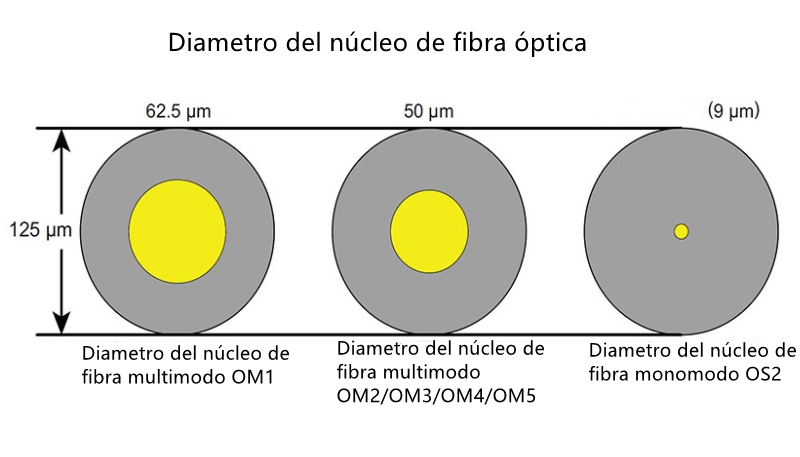 Diametro del núcleo de fibra óptica
62.5 µm
50 µm
(9 µm)
125 µm
Diametro del núcleo de
fibra multimodo OM1
Diametro del núcleo de
fibra multimodo
OM2/OM3/OM4/OM5
Diametro del núcleo de
fibra monomodo OS2